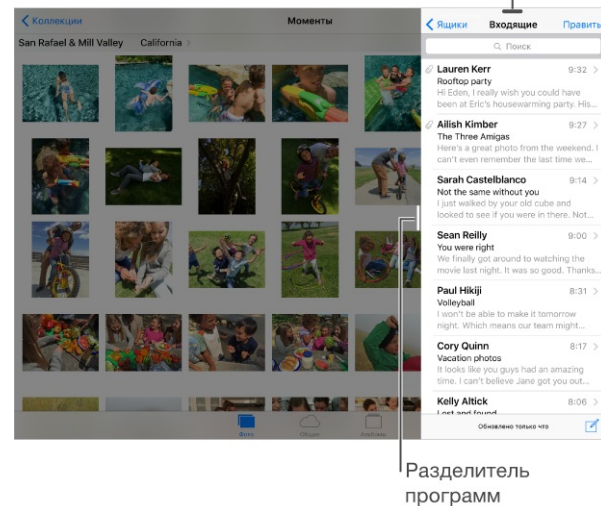 Коллекции
Моменты
San Rafael & Mill Valley California
Фото
Общие
Альбомы
Ящики
Входящие
Править
Поиск
Lauren Kerr 9:32
Rooftop party
Hi Eden, I really wish you could have
been at Eric's housewarming party. His...
Ailish Kimber 9:27
The Three Amigas
Here's a great photo from the weekend. I
can't even remember the last time we...
Sarah Castelblanco 9:14
Not the same without you
I just walked by your old cube and
looked to see if you were in there. Not...
Sean Reilly 9:00
You were right
We finally got around to watching the
movie last night. It was so good. Thanks...
Paul Hikiji 8:31
Volleyball
I won't be able to make it tomorrow
night. Which means our team might...
Cory Quinn 8:17
Vacation photos
It looks like you guys had an amazing
time. I can't believe Jane got you out...
Kelly Altick 8:06
Lost and found
Обновлено только что
Разделитель
программ